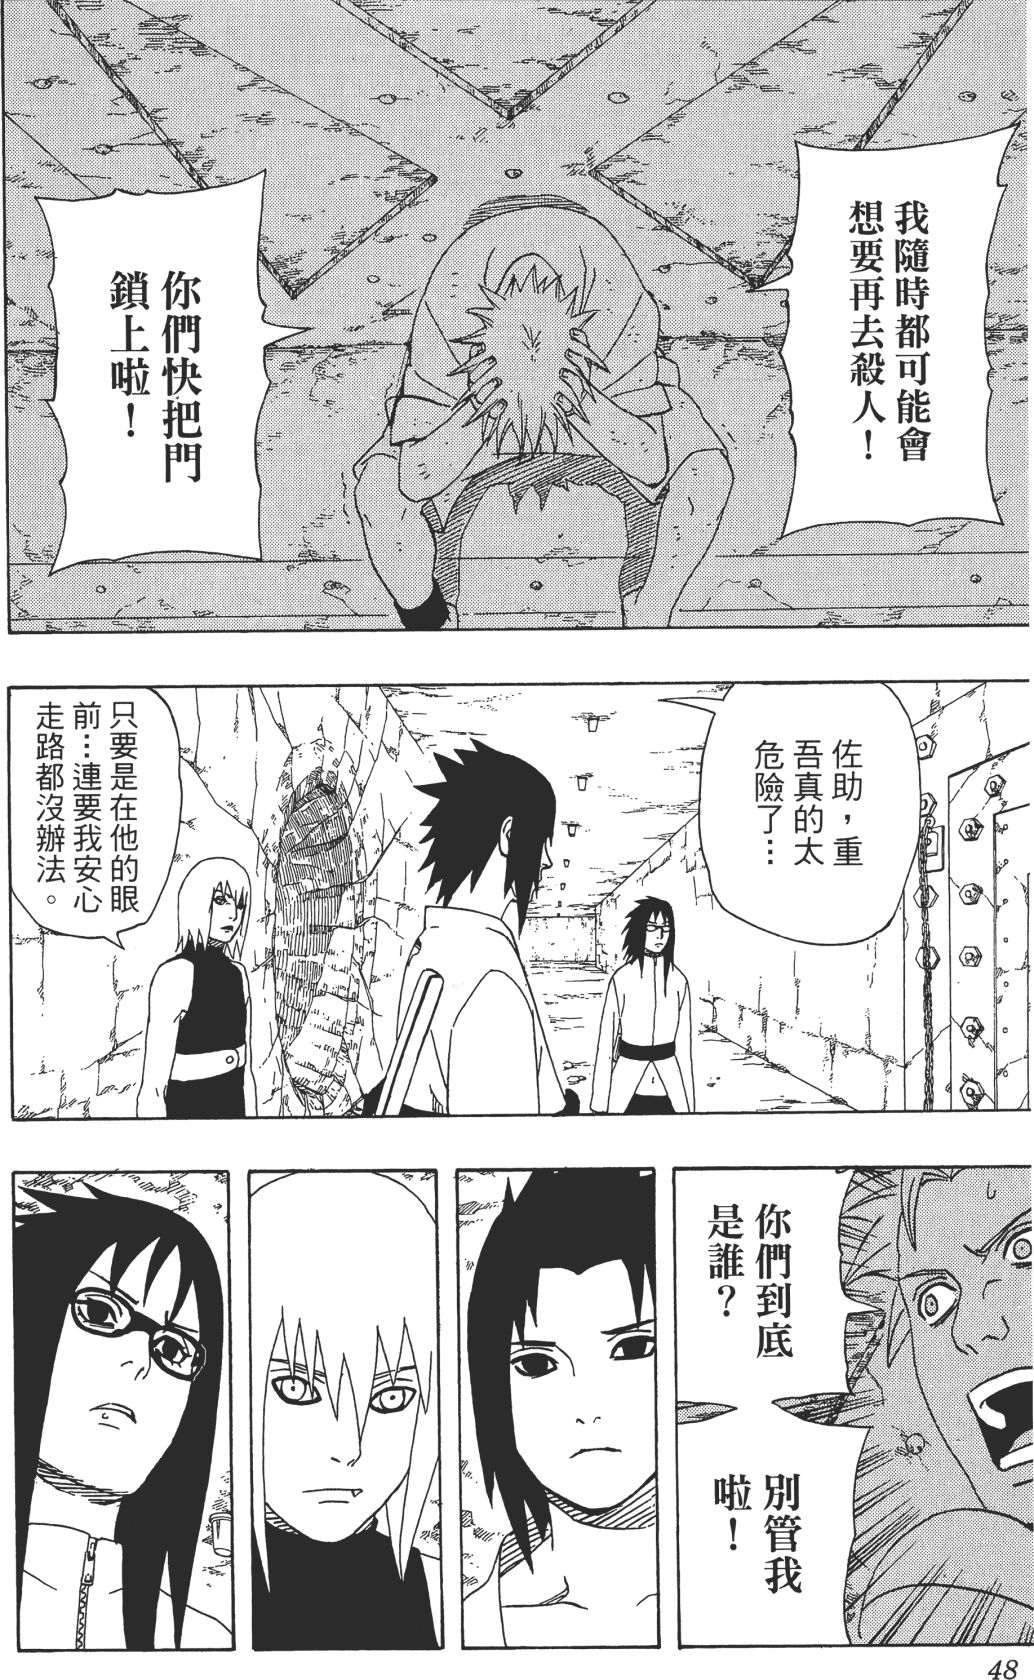 我隨時都可能會
想要再去殺人！
你們快把門
鎖上啦！
佐助，重
吾真的太
危險了…
只要是在他的眼
前…連要我安心
走路都沒辦法。
你們到底
是誰？
別管我
啦！
48